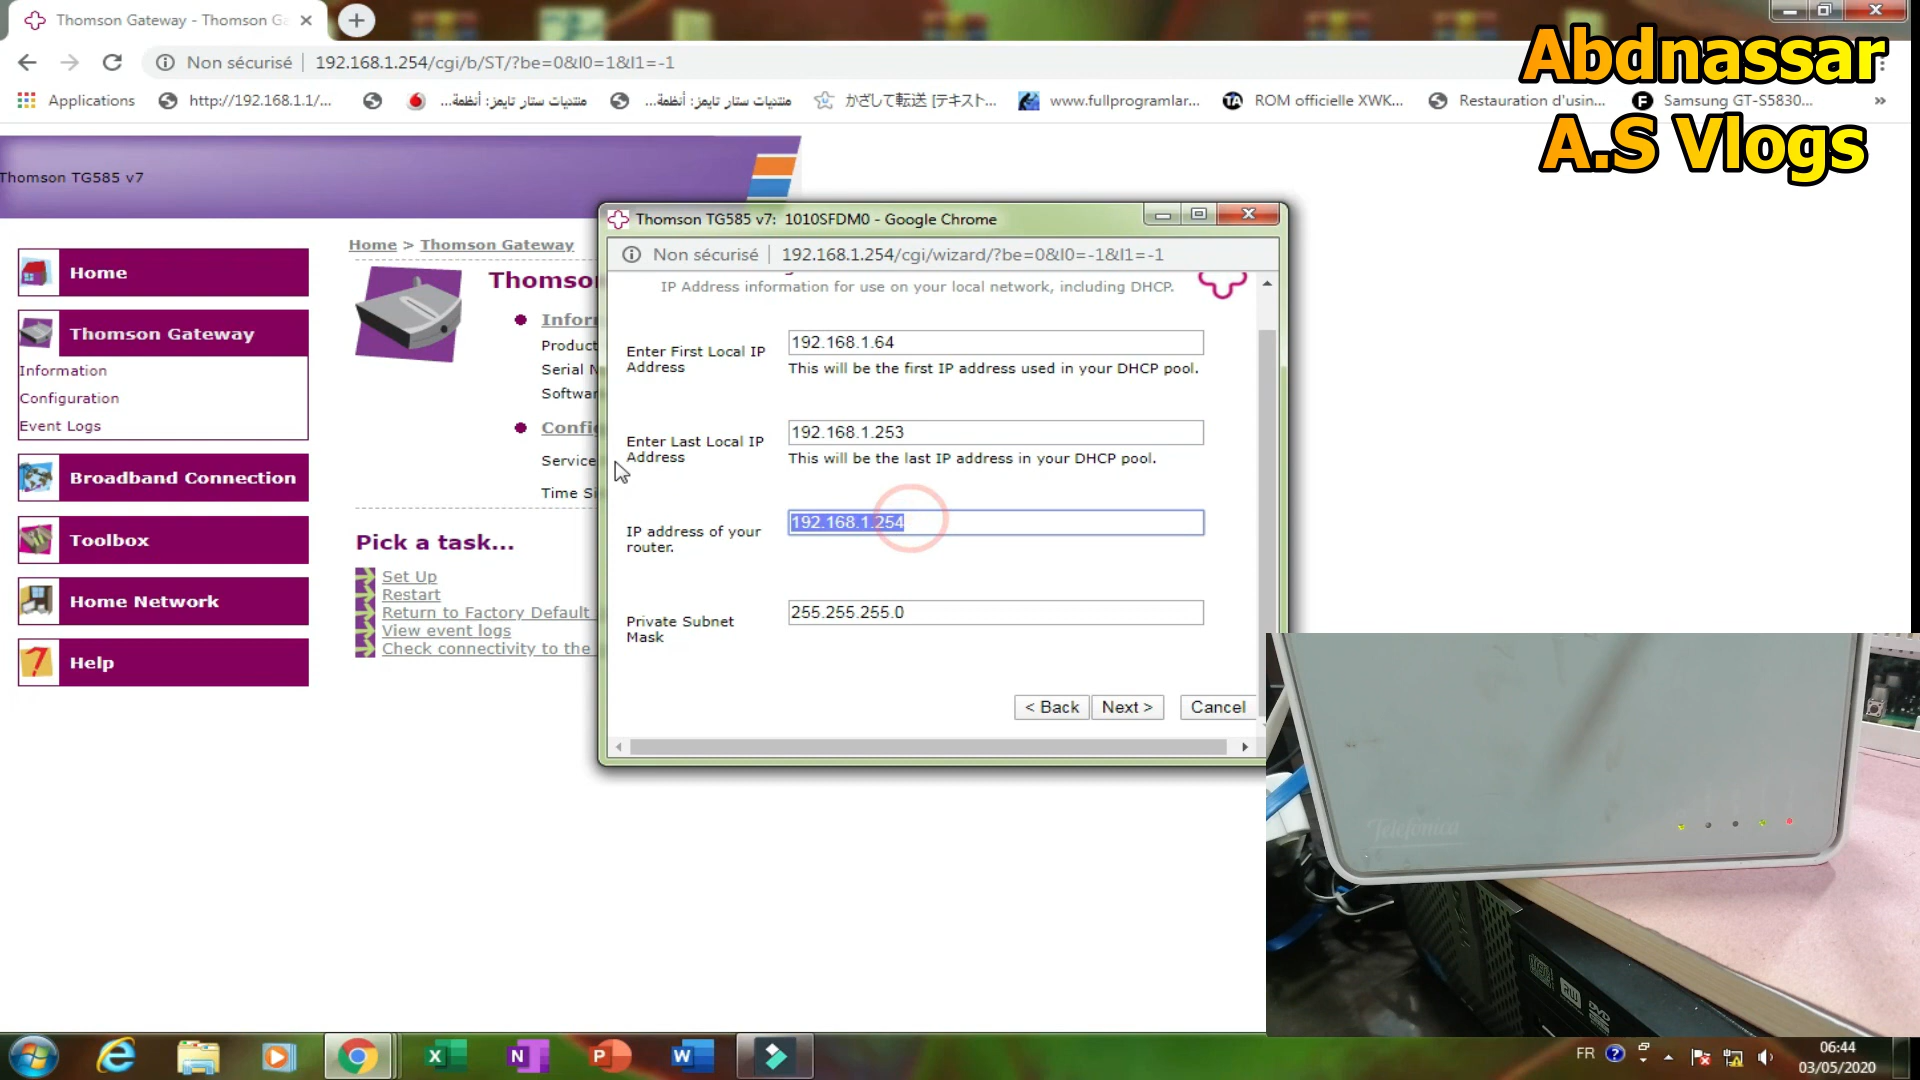 Thomson Gateway - Thomson Ga
Abdnassar
A.S Vlogs
Non sécurisé | 192.168.1.254/cgi/b/ST/?be=0&l0=1&l1=-1
Applications http://192.168.1.1/... منتديات ستار تايمز: أنظمة... منتديات ستار تايمز: أنظمة... かざして転送 [テキスト... www.fullprogramlar... TA ROM officielle XWK... Restauration d'usin... F Samsung GT-S5830... »
Thomson TG585 v7
Home
Thomson Gateway
Information
Configuration
Event Logs
Broadband Connection
Toolbox
Home Network
Help
Home > Thomson Gateway
Thomso
Infor
Product
Serial N
Softwar
Confi
Service
Time S
Pick a task...
Set Up
Restart
Return to Factory Default
View event logs
Check connectivity to the
Thomson TG585 v7: 1010SFDM0 - Google Chrome
Non sécurisé | 192.168.1.254/cgi/wizard/?be=0&l0=-1&l1=-1
IP Address information for use on your local network, including DHCP.
Enter First Local IP Address
192.168.1.64
This will be the first IP address used in your DHCP pool.
Enter Last Local IP Address
192.168.1.253
This will be the last IP address in your DHCP pool.
IP address of your router.
192.168.1.254
Private Subnet Mask
255.255.255.0
< Back Next > Cancel
Telefónica
RW
DVD
FR
06:44
03/05/2020